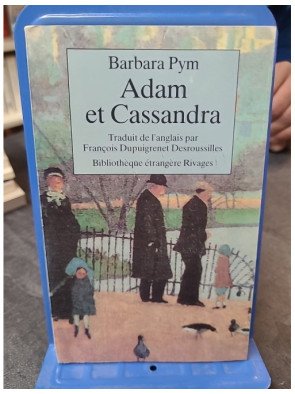 Barbara Pym
Adam
et Cassandra
Traduit de l'anglais par
François Dupuigrenet Desroussilles
Bibliothèque étrangère Rivages